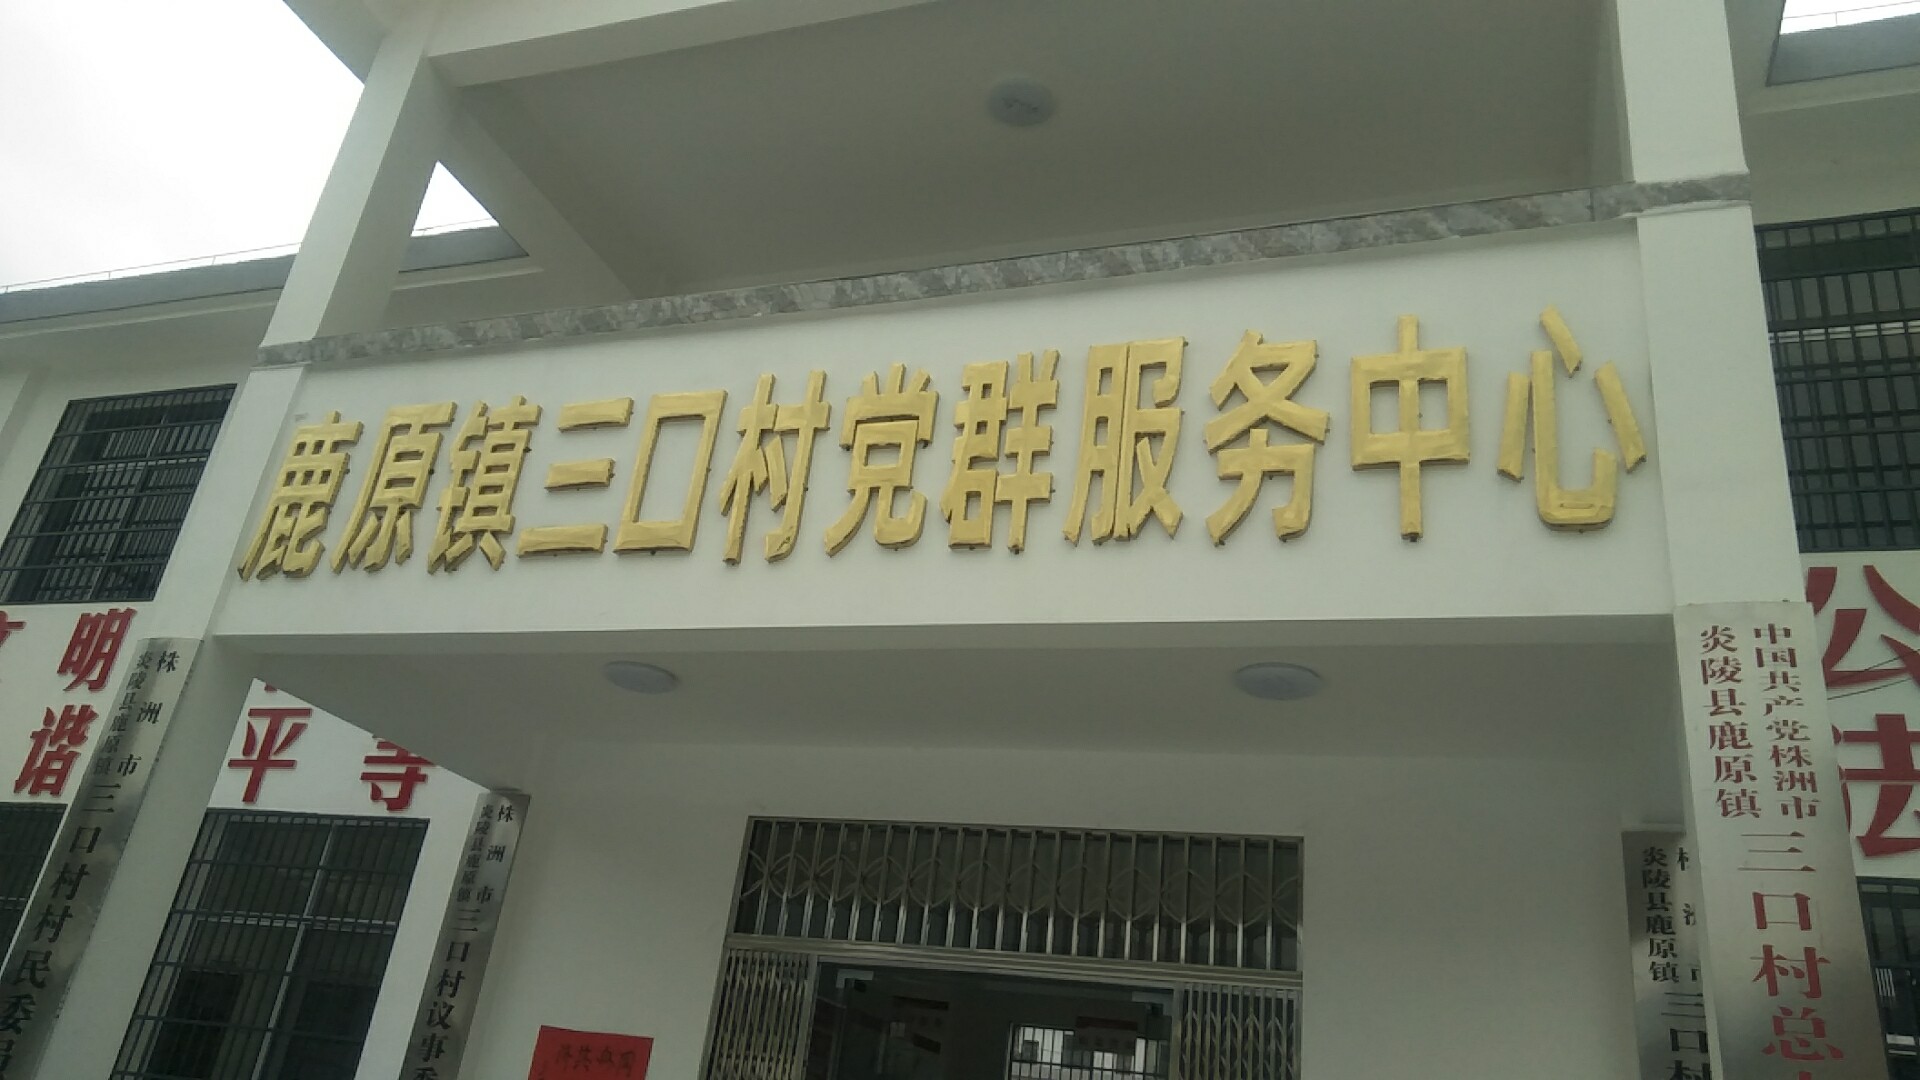 鹿原镇三口村党群服务中心
明
谐
平等
公
法
株洲市
炎陵县鹿原镇
三口村村民委
株洲市
炎陵县鹿原镇
三口村议事
炎陵县鹿原镇
三口村
中国共产党株洲市
炎陵县鹿原镇
三口村总